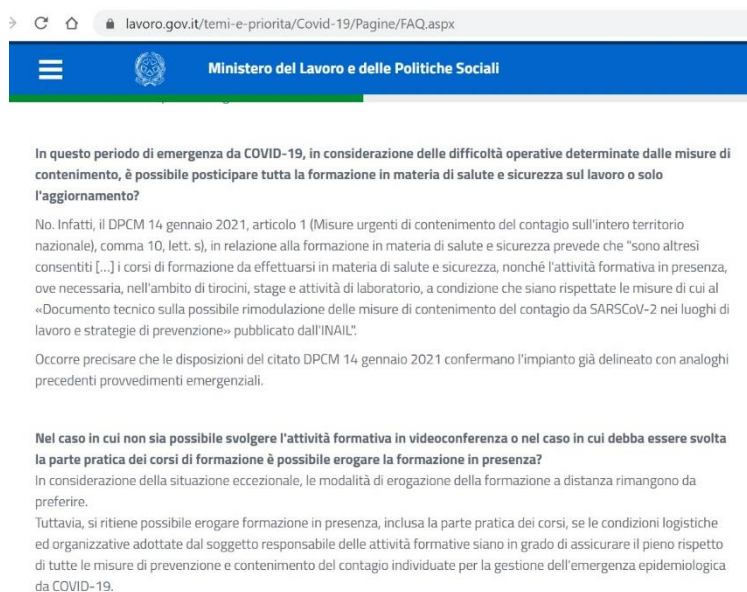 lavoro.gov.it/temi-e-priorita/Covid-19/Pagine/FAQ.aspx
Ministero del Lavoro e delle Politiche Sociali
In questo periodo di emergenza da COVID-19, in considerazione delle difficoltà operative determinate dalle misure di
contenimento, è possibile posticipare tutta la formazione in materia di salute e sicurezza sul lavoro o solo
l'aggiornamento?
No. Infatti, il DPCM 14 gennaio 2021, articolo 1 (Misure urgenti di contenimento del contagio sull'intero territorio
nazionale), comma 10, lett. s), in relazione alla formazione in materia di salute e sicurezza prevede che "sono altresì
consentiti [...] i corsi di formazione da effettuarsi in materia di salute e sicurezza, nonché l'attività formativa in presenza,
ove necessaria, nell'ambito di tirocini, stage e attività di laboratorio, a condizione che siano rispettate le misure di cui al
«Documento tecnico sulla possibile rimodulazione delle misure di contenimento del contagio da SARSCoV-2 nei luoghi di
lavoro e strategie di prevenzione» pubblicato dall'INAIL".
Occorre precisare che le disposizioni del citato DPCM 14 gennaio 2021 confermano l'impianto già delineato con analoghi
precedenti provvedimenti emergenziali.
Nel caso in cui non sia possibile svolgere l'attività formativa in videoconferenza o nel caso in cui debba essere svolta
la parte pratica dei corsi di formazione è possibile erogare la formazione in presenza?
In considerazione della situazione eccezionale, le modalità di erogazione della formazione a distanza rimangono da
preferire.
Tuttavia, si ritiene possibile erogare formazione in presenza, inclusa la parte pratica dei corsi, se le condizioni logistiche
ed organizzative adottate dal soggetto responsabile delle attività formative siano in grado di assicurare il pieno rispetto
di tutte le misure di prevenzione e contenimento del contagio individuate per la gestione dell'emergenza epidemiologica
da COVID-19.